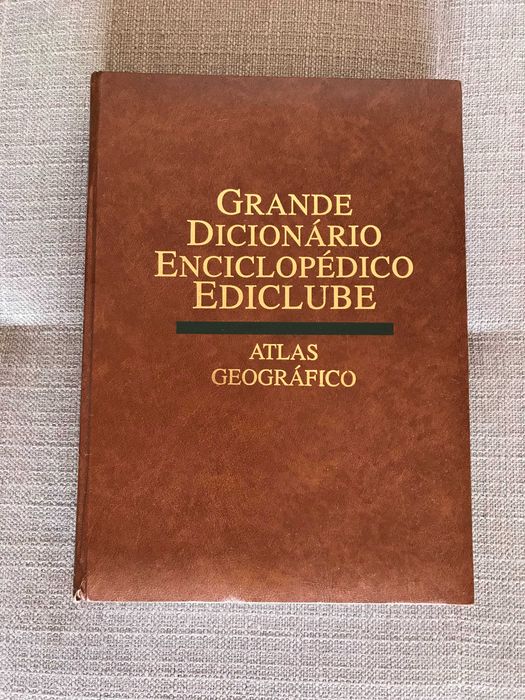 GRANDE
DICIONÁRIO
ENCICLOPÉDICO
EDICLUBE
ATLAS
GEOGRÁFICO